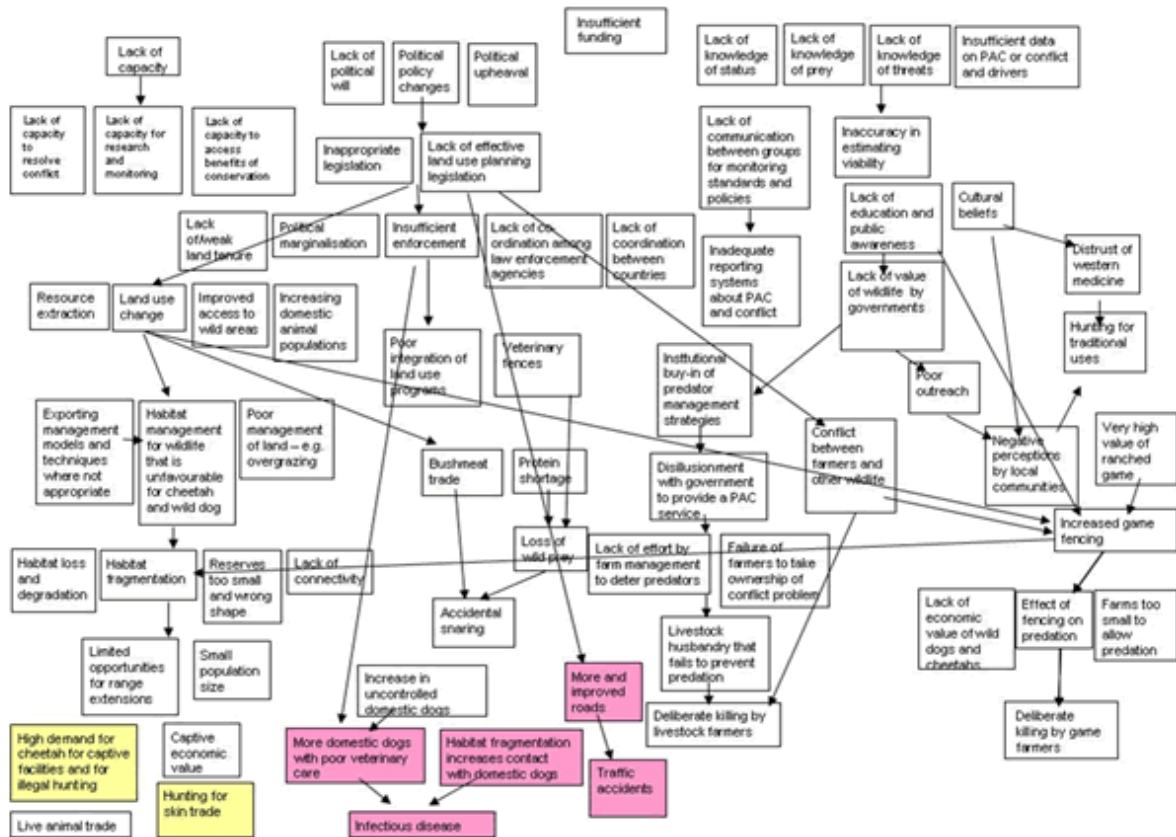 Insufficient
funding
Lack of
capacity
Lack of
political
will
Political
policy
changes
Political
upheaval
Lack of
knowledge
of status
Lack of
knowledge
of prey
Lack of
knowledge
of threats
Insufficient data
on PAC or conflict
and drivers
Lack of
capacity
to
resolve
conflict
Lack of
capacity for
research
and
monitoring
Lack of
capacity to
access
benefits of
conservation
Inappropriate
legislation
Lack of effective
land use planning
legislation
Lack of
communication
between groups
for monitoring
standards and
policies
Inaccuracy in
estimating
viability
Lack of
education and
public
awareness
Cultural
beliefs
Lack
of/weak
land tenure
Political
marginalisation
Insufficient
enforcement
Lack of co-
ordination among
law enforcement
agencies
Lack of
coordination
between
countries
Inadequate
reporting
systems
about PAC
and conflict
Lack of value
of wildlife by
governments
Distrust of
western
medicine
Resource
extraction
Land use
change
Improved
access to
wild areas
Increasing
domestic
animal
populations
Poor
integration of
land use
programs
Veterinary
fences
Insttutional
buy-in of
predator
management
strategies
Poor
outreach
Hunting for
traditional
uses
Exporting
management
models and
techniques
where not
appropriate
Habitat
management
for wildlife
that is
unfavourable
for cheetah
and wild dog
Poor
management
of land – e.g.
overgrazing
Bushmeat
trade
Protein
shortage
Disillusionment
with government
to provide a PAC
service
Conflict
between
farmers and
other wildlife
Negative
perceptions
by local
communities
Very high
value of
ranched
game
Increased game
fencing
Habitat loss
and
degradation
Habitat
fragmentation
Reserves
too small
and wrong
shape
Lack of
connectivity
Loss of
wild prey
Lack of effort by
farm management
to deter predators
Failure of
farmers to take
ownership of
conflict problem
Accidental
snaring
Lack of
economic
value of wild
dogs and
cheetahs
Effect of
fencing on
predation
Farms too
small to
allow
predation
Limited
opportunities
for range
extensions
Small
population
size
Livestock
husbandry that
fails to prevent
predation
Increase in
uncontrolled
domestic dogs
More and
improved
roads
Deliberate killing by
livestock farmers
Deliberate
killing by game
farmers
High demand for
cheetah for captive
facilities and for
illegal hunting
Captive
economic
value
More domestic dogs
with poor veterinary
care
Habitat fragmentation
increases contact
with domestic dogs
Traffic
accidents
Hunting for
skin trade
Live animal trade
Infectious disease